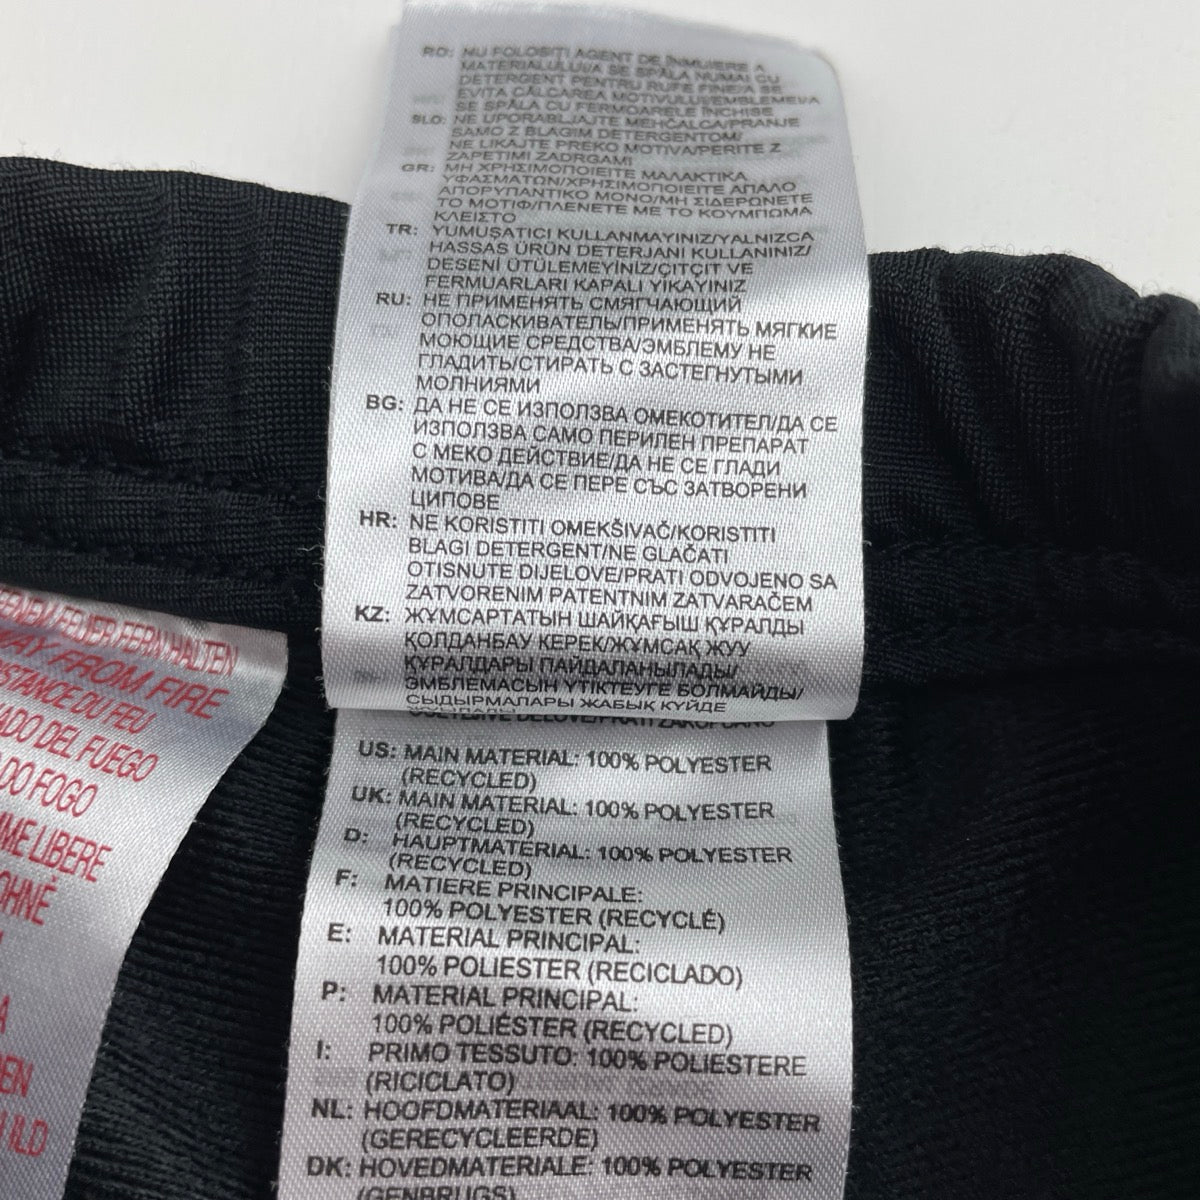 RO: NU FOLOSITI AGENT DE ÎNMUIERE A
MATERIALULUI/A SE SPĂLA NUMAI CU
DETERGENT PENTRU RUFE FINE/A SE
EVITA CĂLCAREA MOTIVULUI/EMBLEMEI/A
SE SPĂLA CU FERMOARELE ÎNCHISE
SLO: NE UPORABLJAJTE MEHČALCA/PRANJE
SAMO Z BLAGIM DETERGENTOM/
NE LIKAJTE PREKO MOTIVA/PERITE Z
ZAPETIMI ZADRGAMI
GR: ΜΗ ΧΡΗΣΙΜΟΠΟΙΕΙΤΕ ΜΑΛΑΚΤΙΚΑ
ΥΦΑΣΜΑΤΩΝ/ΧΡΗΣΙΜΟΠΟΙΕΙΤΕ ΑΠΑΛΟ
ΑΠΟΡΥΠΑΝΤΙΚΟ ΜΟΝΟ/ΜΗ ΣΙΔΕΡΩΝΕΤΕ
ΤΟ ΜΟΤΙΦ/ΠΛΕΝΕΤΕ ΜΕ ΤΟ ΚΟΥΜΠΩΜΑ
ΚΛΕΙΣΤΟ
TR: YUMUŞATICI KULLANMAYINIZ/YALNIZCA
HASSAS ÜRÜN DETERJANI KULLANINIZ/
DESENİ ÜTÜLEMEYİNİZ/ÇITÇIT VE
FERMUARLARI KAPALI YIKAYINIZ
RU: НЕ ПРИМЕНЯТЬ СМЯГЧАЮЩИЙ
ОПОЛАСКИВАТЕЛЬ/ПРИМЕНЯТЬ МЯГКИЕ
МОЮЩИЕ СРЕДСТВА/ЭМБЛЕМУ НЕ
ГЛАДИТЬ/СТИРАТЬ С ЗАСТЕГНУТЫМИ
МОЛНИЯМИ
BG: ДА НЕ СЕ ИЗПОЛЗВА ОМЕКОТИТЕЛ/ДА СЕ
ИЗПОЛЗВА САМО ПЕРИЛЕН ПРЕПАРАТ
С МЕКО ДЕЙСТВИЕ/ДА НЕ СЕ ГЛАДИ
МОТИВА/ДА СЕ ПЕРЕ СЪС ЗАТВОРЕНИ
ЦИПОВЕ
HR: NE KORISTITI OMEKŠIVAČ/KORISTITI
BLAGI DETERGENT/NE GLAČATI
OTISNUTE DIJELOVE/PRATI ODVOJENO SA
ZATVORENIM PATENTNIM ZATVARAČEM
KZ: ЖҰМСАРТАТЫН ШАЙҚАҒЫШ ҚҰРАЛДЫ
ҚОЛДАНБАУ КЕРЕК/ЖҰМСАҚ ЖУУ
ҚҰРАЛДАРЫ ПАЙДАЛАНЫЛАДЫ/
ЭМБЛЕМАСЫН ҮТІКТЕУГЕ БОЛМАЙДЫ/
СЫДЫРМАЛАРЫ ЖАБЫҚ КҮЙДЕ
US: MAIN MATERIAL: 100% POLYESTER
(RECYCLED)
UK: MAIN MATERIAL: 100% POLYESTER
(RECYCLED)
D: HAUPTMATERIAL: 100% POLYESTER
(RECYCLED)
F: MATIERE PRINCIPALE:
100% POLYESTER (RECYCLÉ)
E: MATERIAL PRINCIPAL:
100% POLIESTER (RECICLADO)
P: MATERIAL PRINCIPAL:
100% POLIÉSTER (RECYCLED)
I: PRIMO TESSUTO: 100% POLIESTERE
(RICICLATO)
NL: HOOFDMATERIAAL: 100% POLYESTER
(GERECYCLEERDE)
DK: HOVEDMATERIALE: 100% POLYESTER
(GENBRUGS)
FEUER FERNHALTEN
WAY FROM FIRE
DISTANCE DU FEU
DEL FUEGO
DO FOGO
LIBERE
OHNĚ